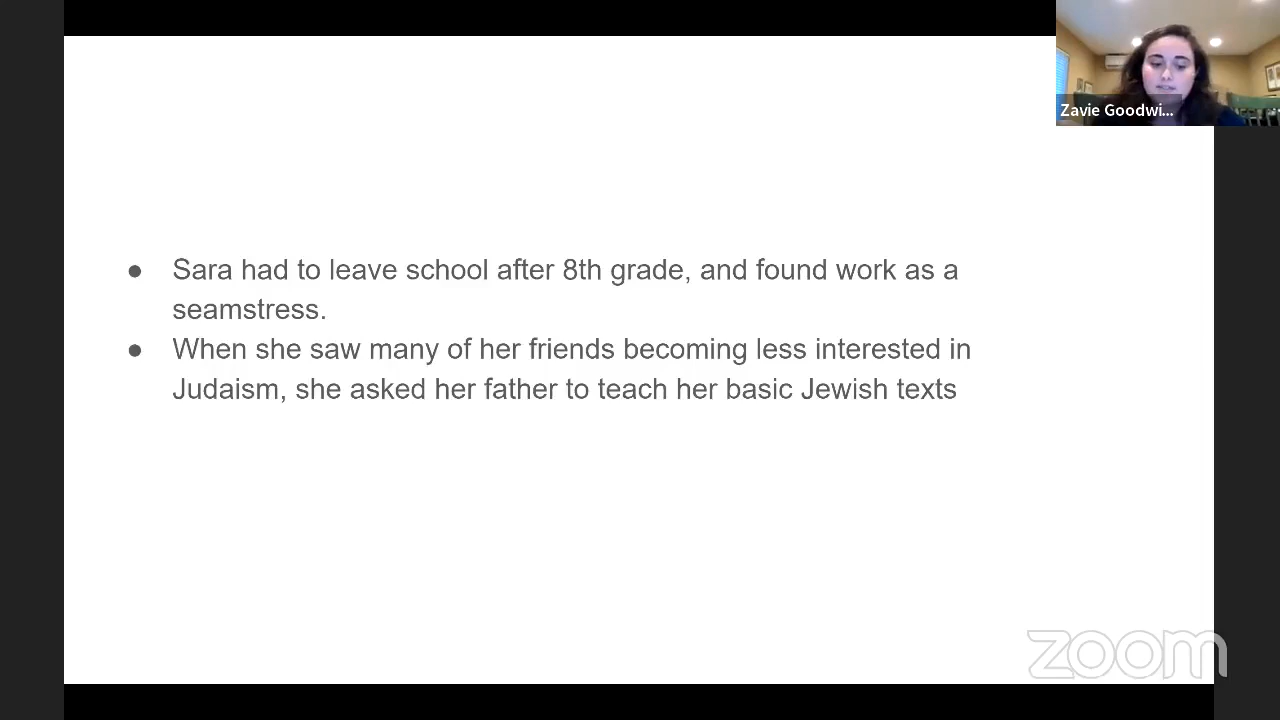 Zavie Goodwi...
● Sara had to leave school after 8th grade, and found work as a
seamstress.
● When she saw many of her friends becoming less interested in
Judaism, she asked her father to teach her basic Jewish texts
zoom